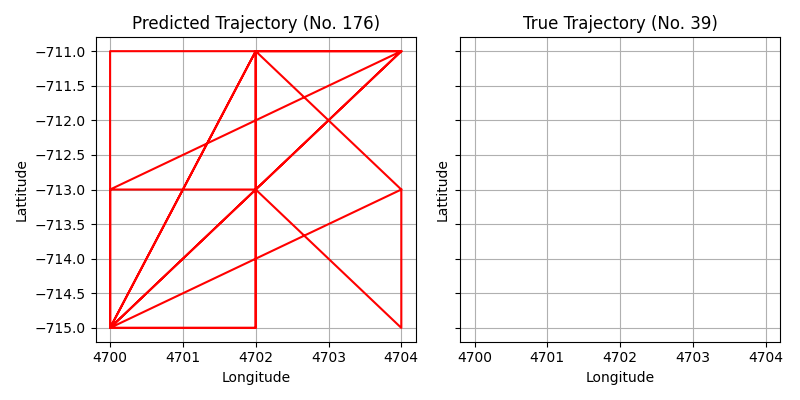 Predicted Trajectory (No. 176)
True Trajectory (No. 39)
Lattitude
−711.0
−711.5
−712.0
−712.5
−713.0
−713.5
−714.0
−714.5
−715.0
4700 4701 4702 4703 4704
Longitude
Lattitude
4700 4701 4702 4703 4704
Longitude